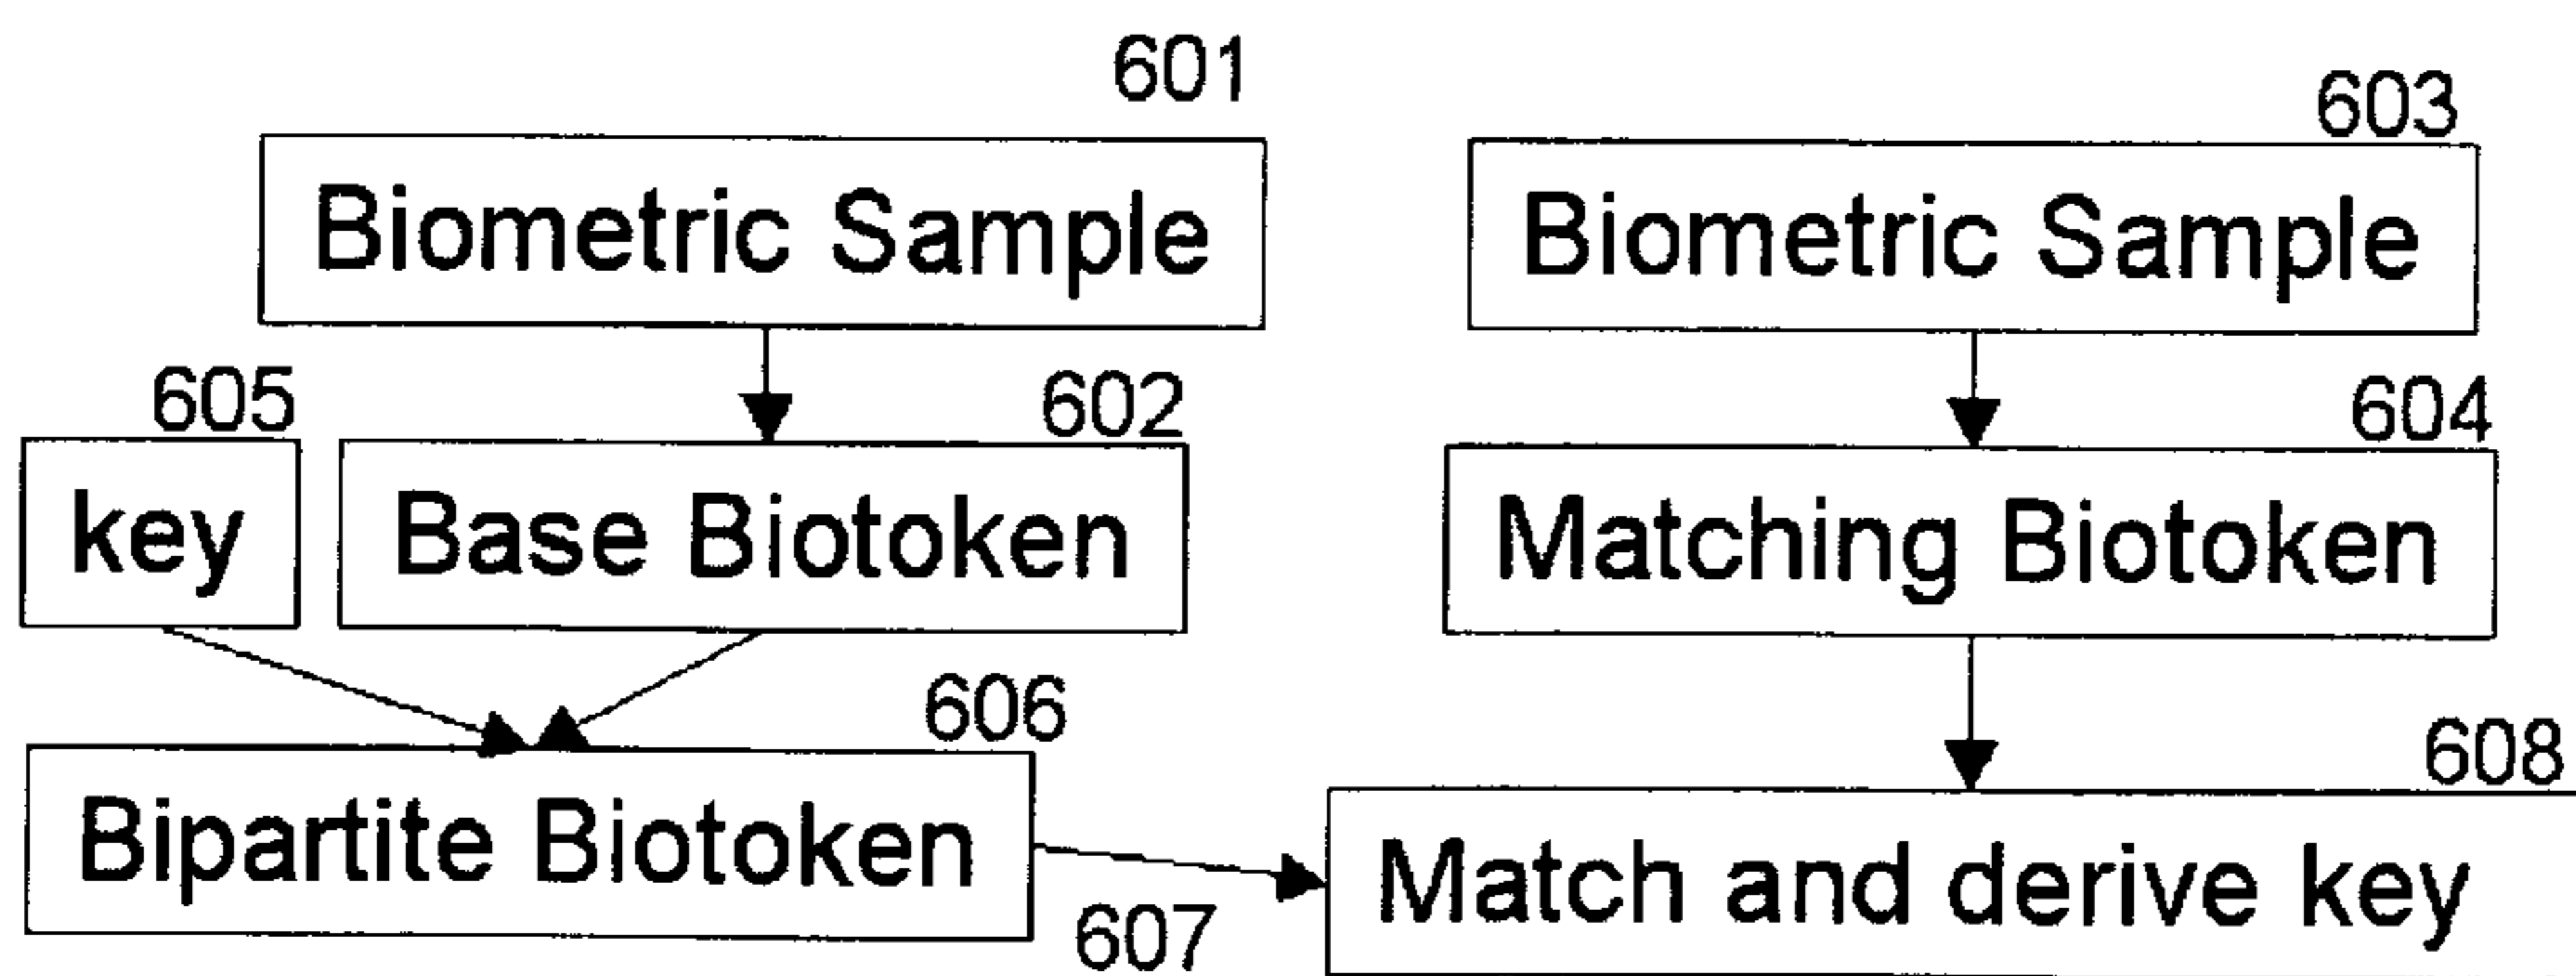 601
603
Biometric Sample
Biometric Sample
605
602
604
key
Base Biotoken
Matching Biotoken
606
608
Bipartite Biotoken
Match and derive key
607